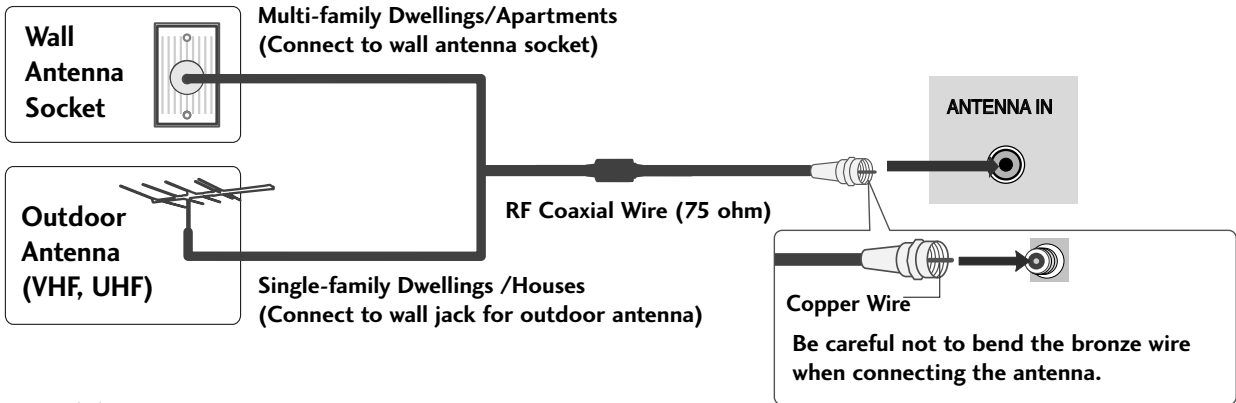 Wall
Antenna
Socket
Multi-family Dwellings/Apartments
(Connect to wall antenna socket)
ANTENNA IN
RF Coaxial Wire (75 ohm)
Outdoor
Antenna
(VHF, UHF)
Single-family Dwellings /Houses
(Connect to wall jack for outdoor antenna)
Copper Wire
Be careful not to bend the bronze wire
when connecting the antenna.